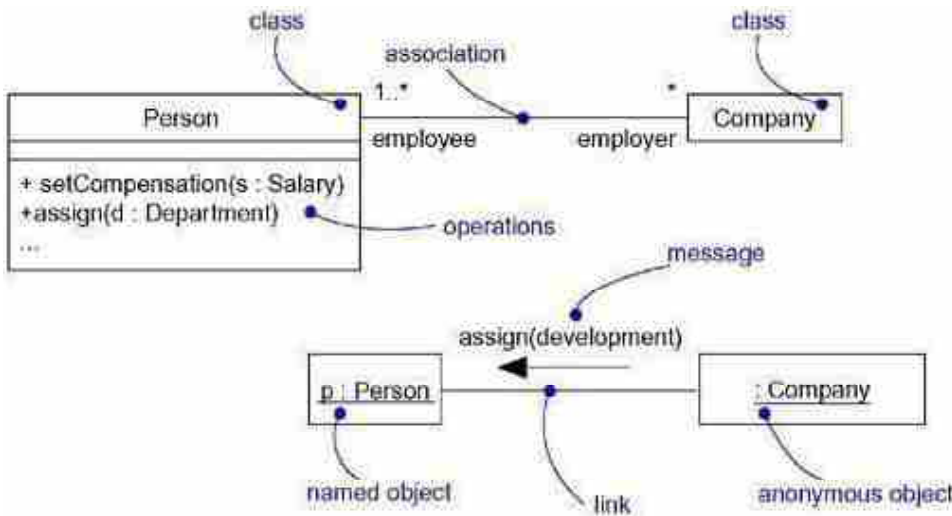 class
class
association
1..*
*
Person
Company
employee
employer
+ setCompensation(s : Salary)
+assign(d : Department)
...
operations
message
assign(development)
p : Person
: Company
named object
link
anonymous object